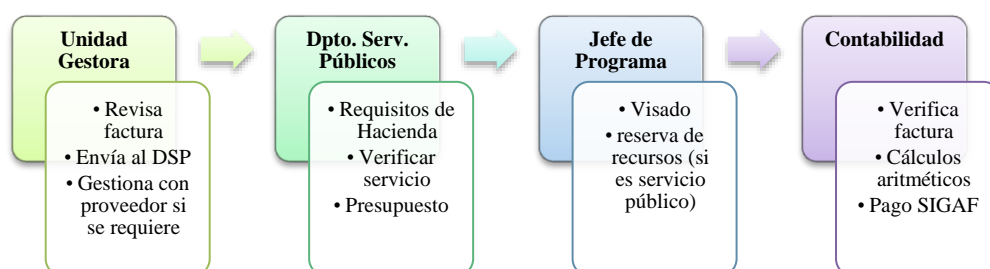 Unidad
Gestora
• Revisa
factura
• Envía al DSP
• Gestiona con
proveedor si
se requiere
Dpto. Serv.
Públicos
• Requisitos de
Hacienda
• Verificar
servicio
• Presupuesto
Jefe de
Programa
• Visado
• reserva de
recursos (si
es servicio
público)
Contabilidad
• Verifica
factura
• Cálculos
aritméticos
• Pago SIGAF